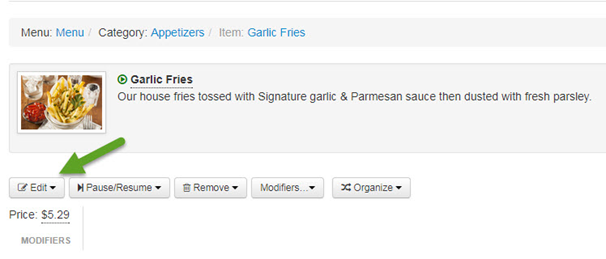 Menu: Menu / Category: Appetizers / Item: Garlic Fries
Garlic Fries
Our house fries tossed with Signature garlic & Parmesan sauce then dusted with fresh parsley.
Edit Pause/Resume Remove Modifiers... Organize
Price: $5.29
MODIFIERS